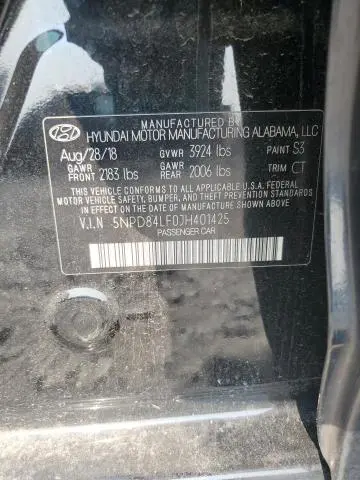 MANUFACTURED BY
HYUNDAI MOTOR MANUFACTURING ALABAMA, LLC
Aug/28/18 GVWR 3924 lbs PAINT S3
GAWR FRONT 2183 lbs GAWR REAR 2006 lbs TRIM CT
THIS VEHICLE CONFORMS TO ALL APPLICABLE U.S.A. FEDERAL
MOTOR VEHICLE SAFETY, BUMPER, AND THEFT PREVENTION STANDARDS
IN EFFECT ON THE DATE OF MANUFACTURE SHOWN ABOVE.
V.I.N 5NPD84LF0JH401425
PASSENGER CAR